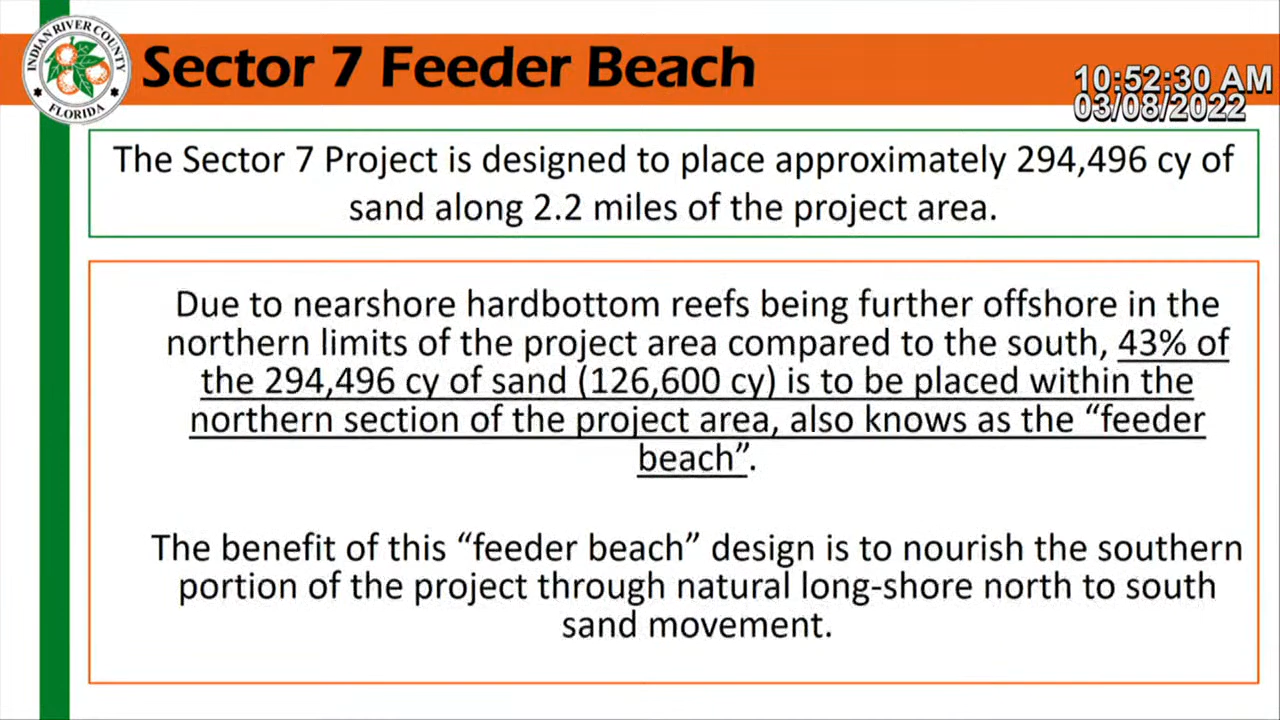 INDIAN RIVER COUNTY
FLORIDA
Sector 7 Feeder Beach
10:52:30 AM
03/08/2022
The Sector 7 Project is designed to place approximately 294,496 cy of
sand along 2.2 miles of the project area.
Due to nearshore hardbottom reefs being further offshore in the
northern limits of the project area compared to the south, 43% of
the 294,496 cy of sand (126,600 cy) is to be placed within the
northern section of the project area, also knows as the “feeder
beach”.
The benefit of this “feeder beach” design is to nourish the southern
portion of the project through natural long-shore north to south
sand movement.